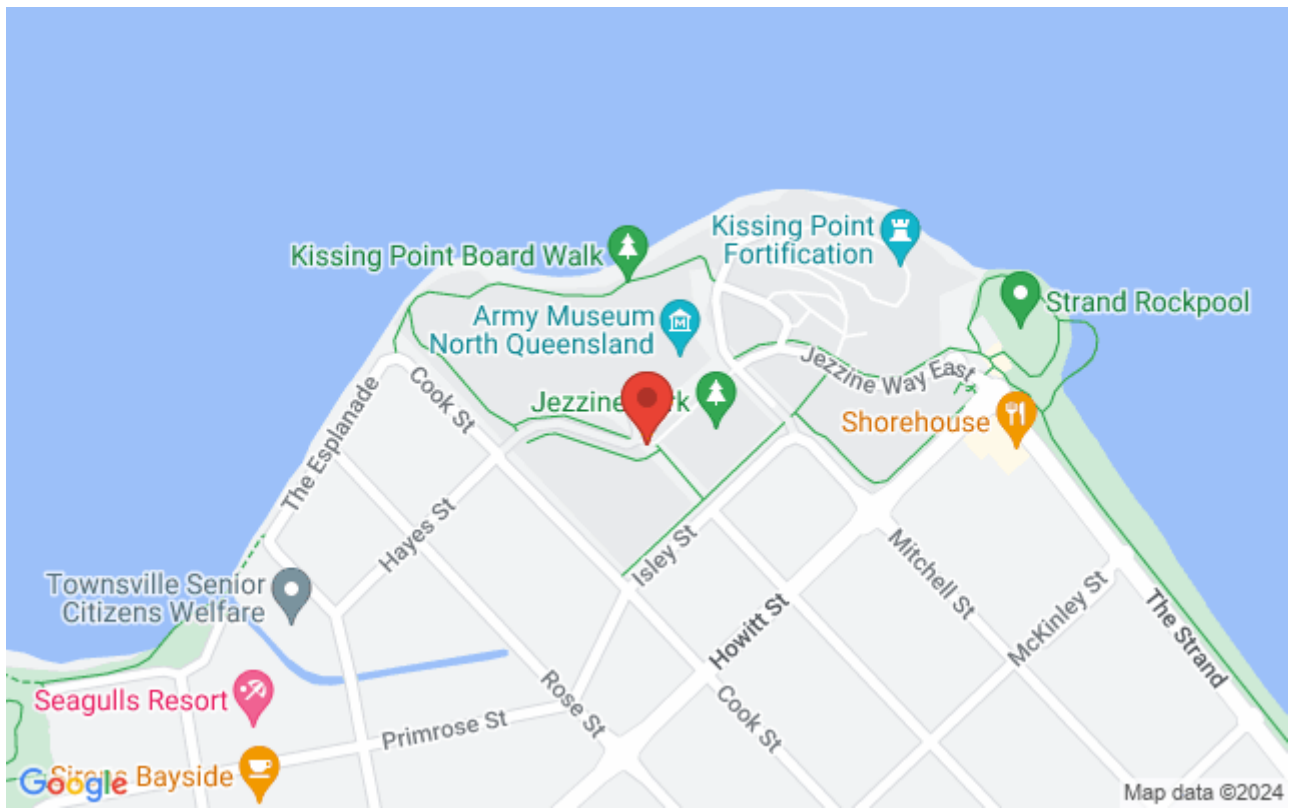 Kissing Point
Fortification
Kissing Point Board Walk
Strand Rockpool
Army Museum
North Queensland
Jezzine Way East
Cook St
The Esplanade
Shorehouse
Hayes St
Isley St
Mitchell St
Townsville Senior
Citizens Welfare
McKinley St
Howitt St
The Strand
Seagulls Resort
Rose St
Cook St
Primrose St
Bayside
Google
Map data ©2024